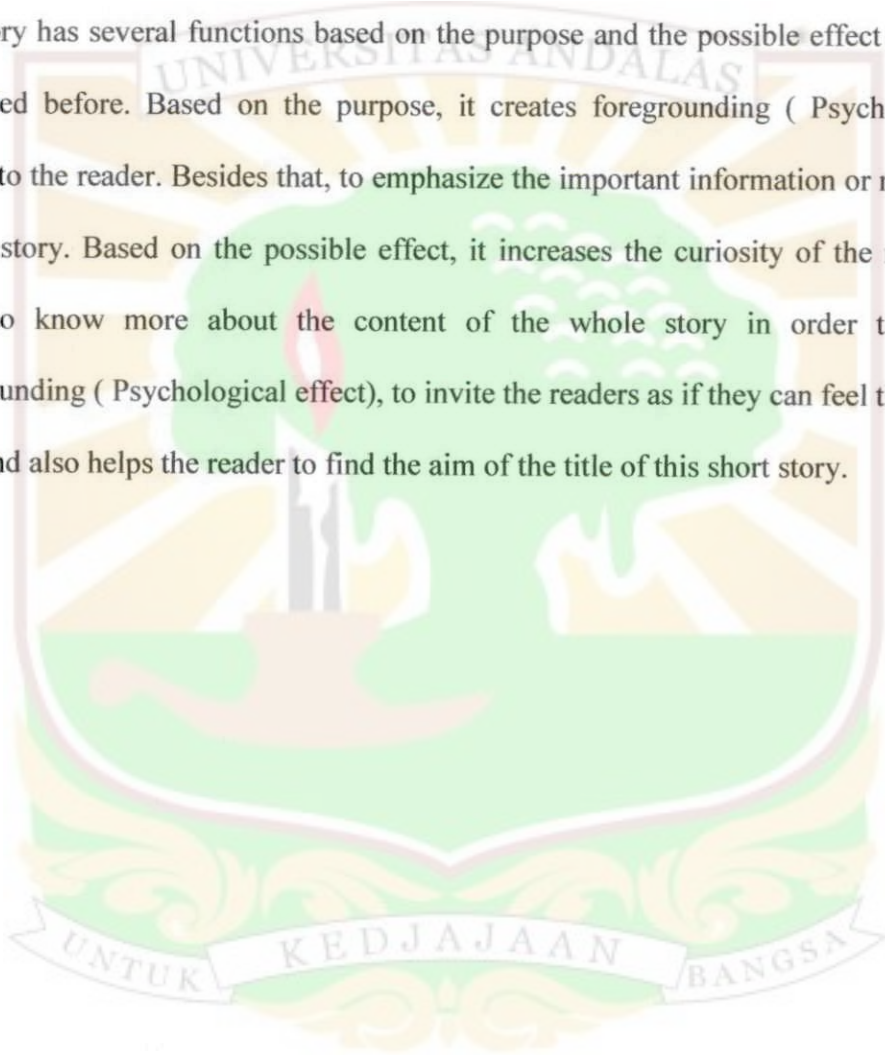 ry has several functions based on the purpose and the possible effect
UNIVERSITAS ANDALAS
ed before. Based on the purpose, it creates foregrounding ( Psych
to the reader. Besides that, to emphasize the important information or
story. Based on the possible effect, it increases the curiosity of the
o know more about the content of the whole story in order t
unding ( Psychological effect), to invite the readers as if they can feel t
nd also helps the reader to find the aim of the title of this short story.
UNTUK KEDJAJAAN BANGSA